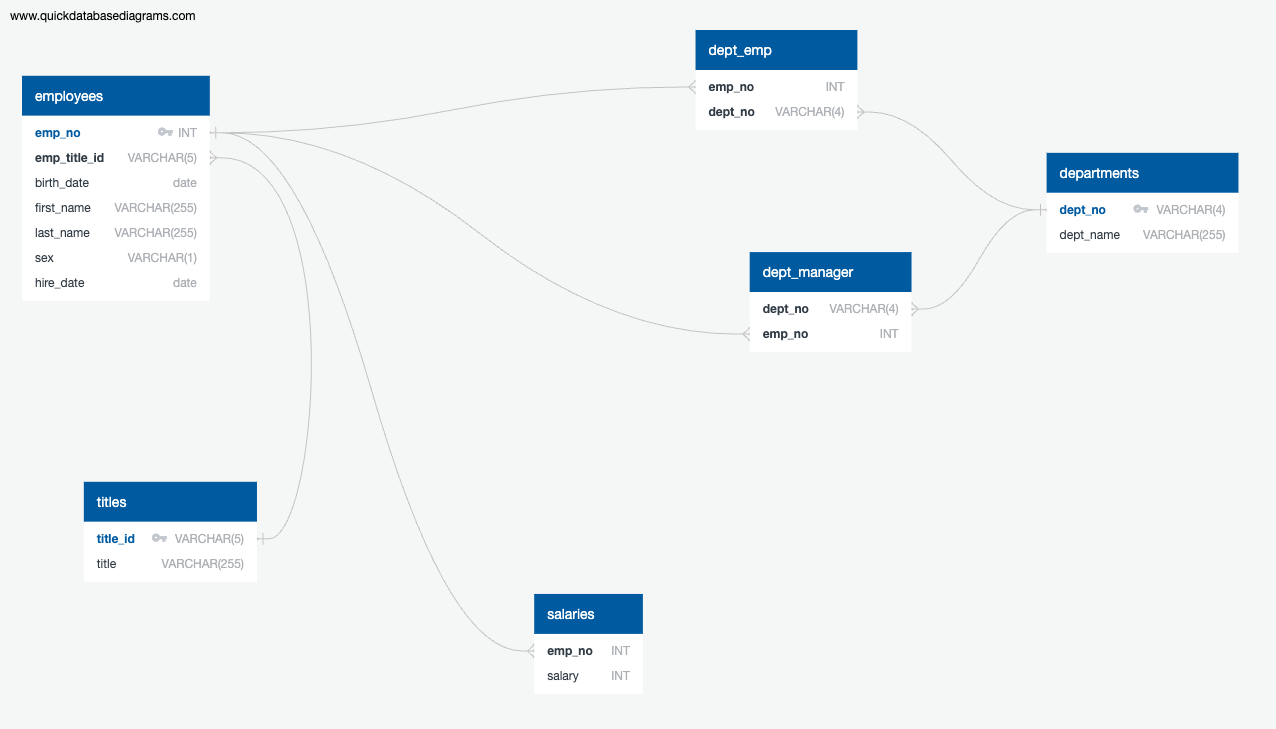 www.quickdatabasediagrams.com
employees
emp_no INT
emp_title_id VARCHAR(5)
birth_date date
first_name VARCHAR(255)
last_name VARCHAR(255)
sex VARCHAR(1)
hire_date date
dept_emp
emp_no INT
dept_no VARCHAR(4)
departments
dept_no VARCHAR(4)
dept_name VARCHAR(255)
dept_manager
dept_no VARCHAR(4)
emp_no INT
titles
title_id VARCHAR(5)
title VARCHAR(255)
salaries
emp_no INT
salary INT